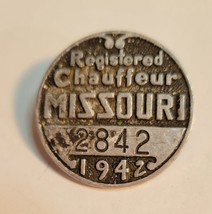 Registered
Chauffeur
MISSOURI
2842
1942